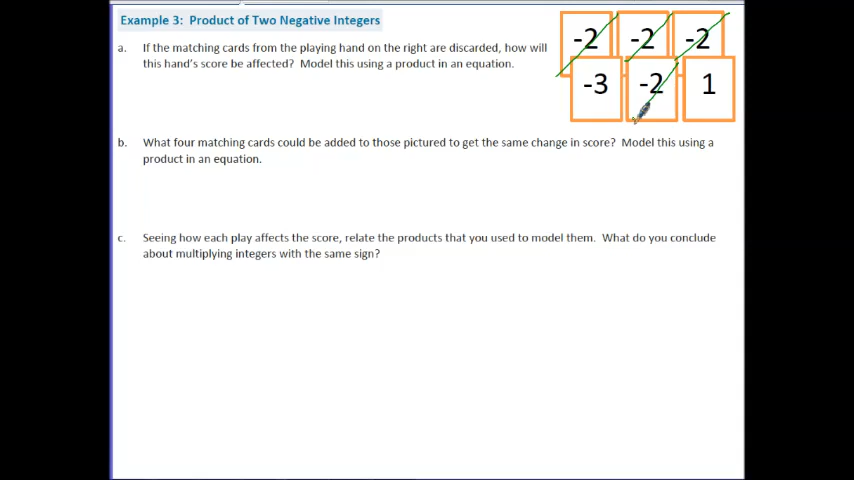 Example 3: Product of Two Negative Integers
-2 -2 -2
a. If the matching cards from the playing hand on the right are discarded, how will
this hand's score be affected? Model this using a product in an equation.
-3 -2 1
b. What four matching cards could be added to those pictured to get the same change in score? Model this using a
product in an equation.
c. Seeing how each play affects the score, relate the products that you used to model them. What do you conclude
about multiplying integers with the same sign?